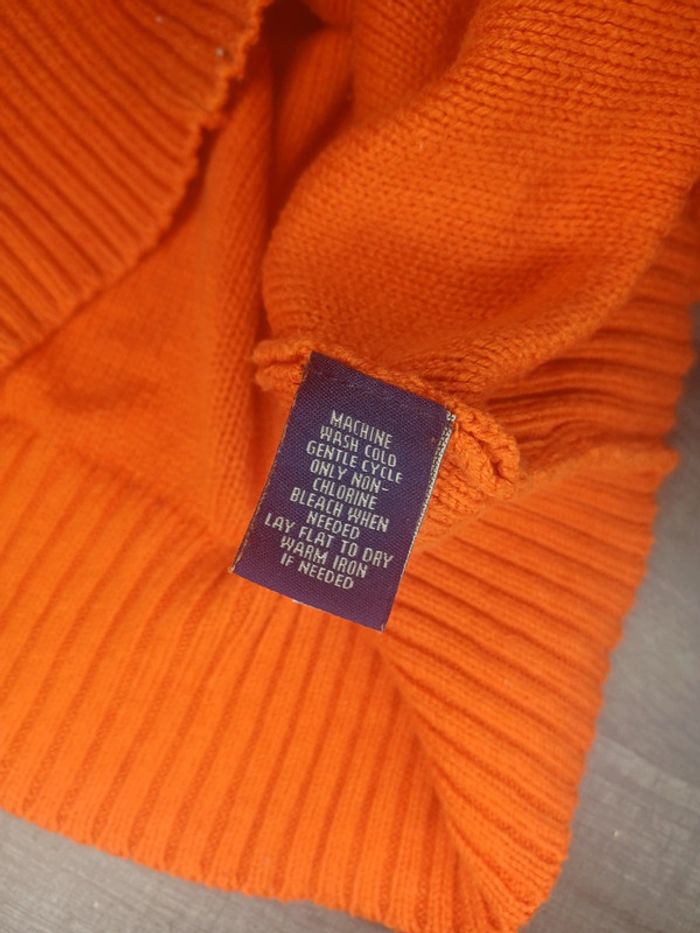 MACHINE
WASH COLD
GENTLE CYCLE
ONLY NON-
CHLORINE
BLEACH WHEN
NEEDED
LAY FLAT TO DRY
WARM IRON
IF NEEDED